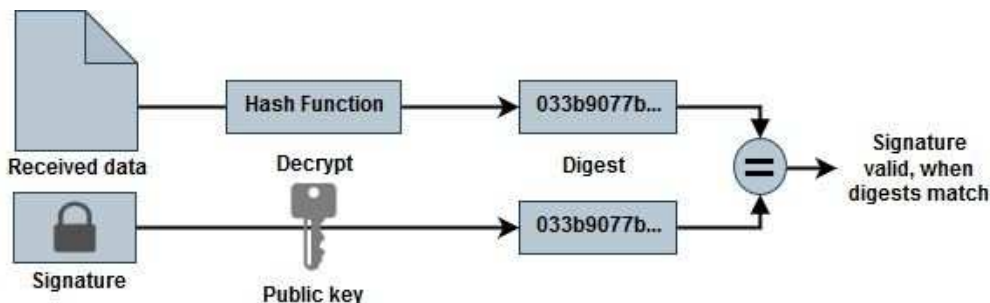 Hash Function
033b9077b...
Received data
Decrypt
Digest
Signature
valid, when
digests match
033b9077b...
Signature
Public key